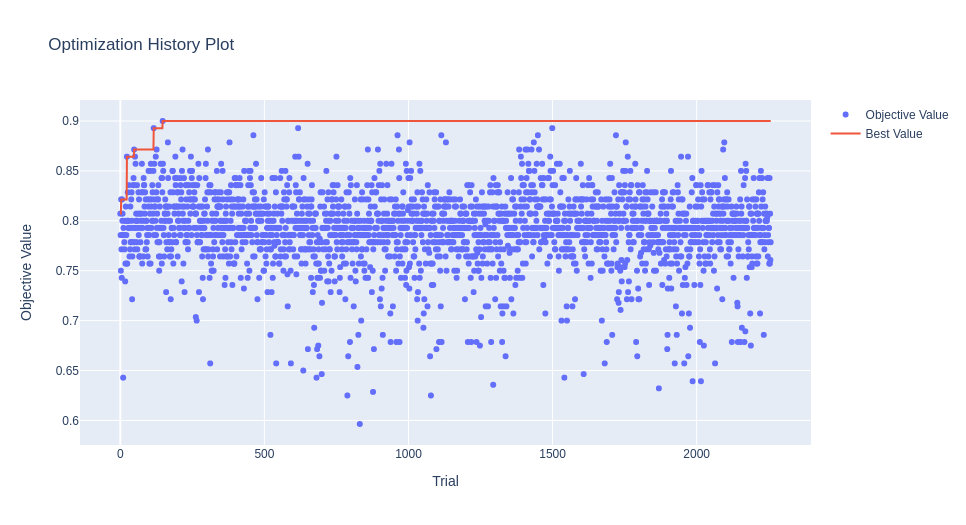 Optimization History Plot
Objective Value
Best Value
0.9
0.85
0.8
0.75
0.7
0.65
0.6
Objective Value
0
500
1000
1500
2000
Trial